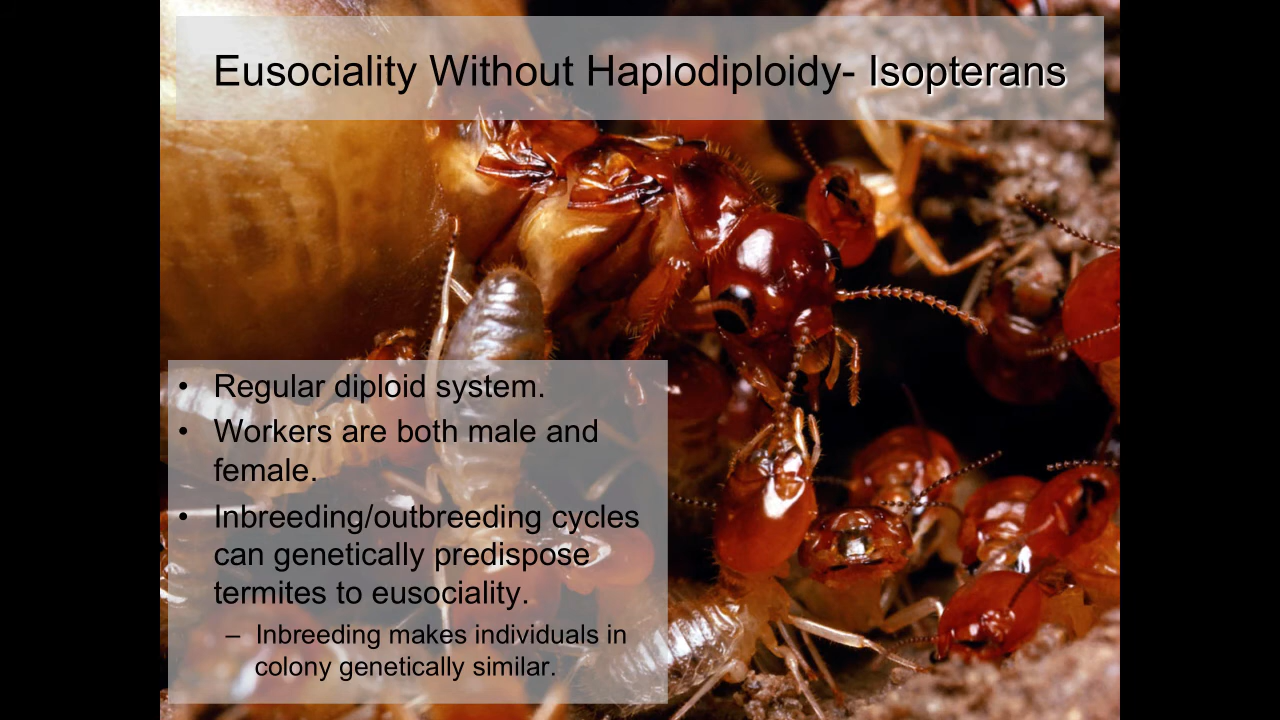 Eusociality Without Haplodiploidy- Isopterans
• Regular diploid system.
• Workers are both male and
female.
• Inbreeding/outbreeding cycles
can genetically predispose
termites to eusociality.
– Inbreeding makes individuals in
colony genetically similar.